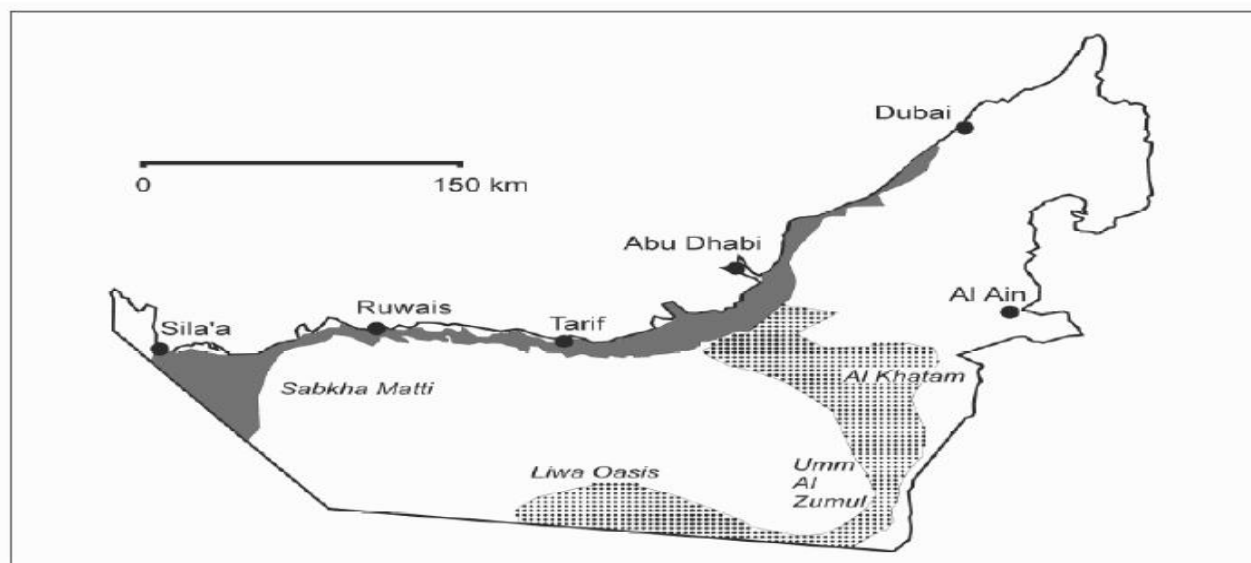 Dubai
0 150 km
Abu Dhabi
Al Ain
Ruwais
Sila'a
Tarif
Al Khatam
Sabkha Matti
Liwa Oasis
Umm
Al
Zumul